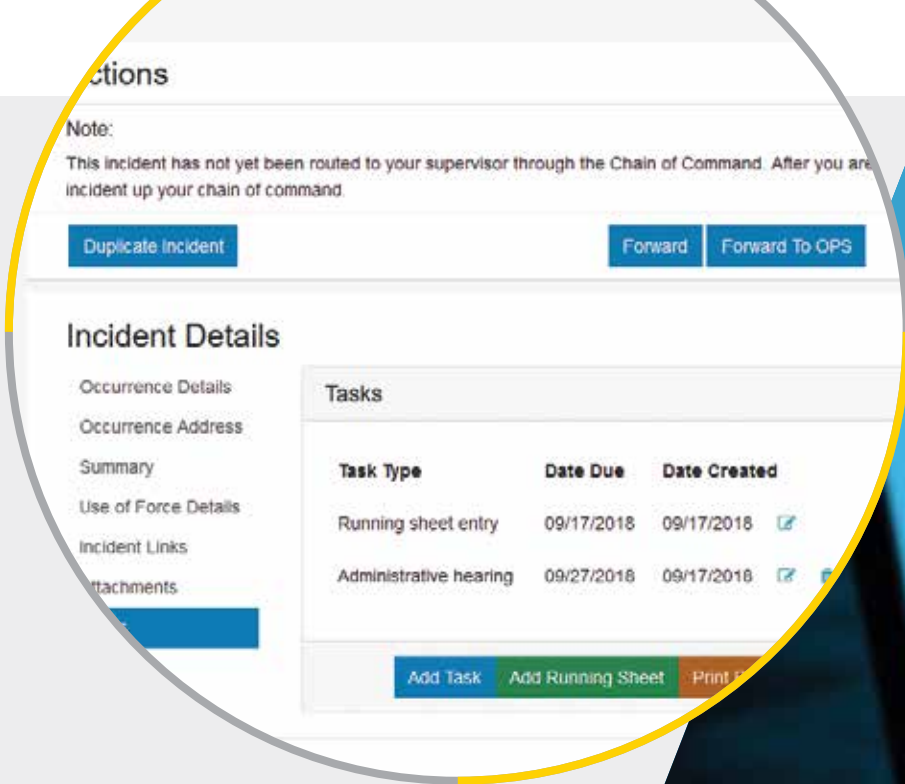 ctions
Note:
This incident has not yet been routed to your supervisor through the Chain of Command. After you are
incident up your chain of command.
Duplicate Incident
Forward
Forward To OPS
Incident Details
Occurrence Details
Occurrence Address
Summary
Use of Force Details
Incident Links
ttachments
Tasks
Task Type Date Due Date Created
Running sheet entry 09/17/2018 09/17/2018
Administrative hearing 09/27/2018 09/17/2018
Add Task
Add Running Sheet
Print